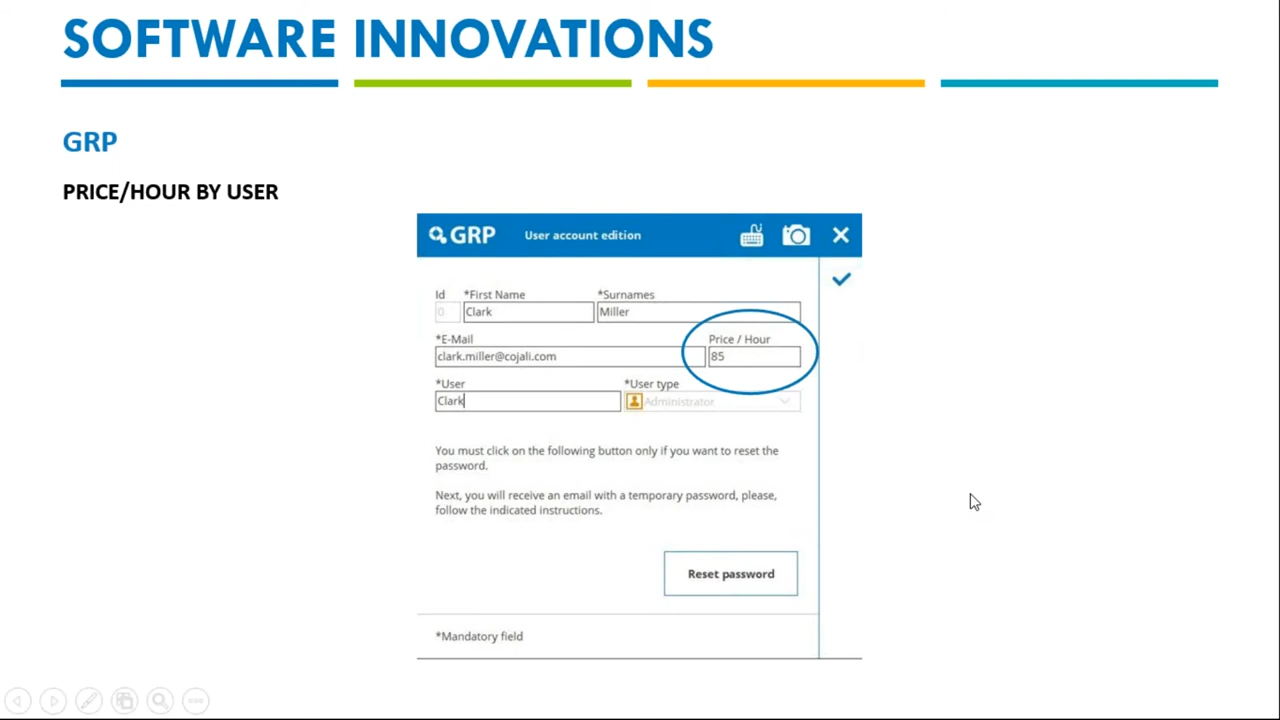 SOFTWARE INNOVATIONS
GRP
PRICE/HOUR BY USER
GRP User account edition
Id *First Name *Surnames
0 Clark Miller
*E-Mail Price / Hour
clark.miller@cojali.com 85
*User *User type
Clark Administrator
You must click on the following button only if you want to reset the
password.
Next, you will receive an email with a temporary password, please,
follow the indicated instructions.
Reset password
*Mandatory field